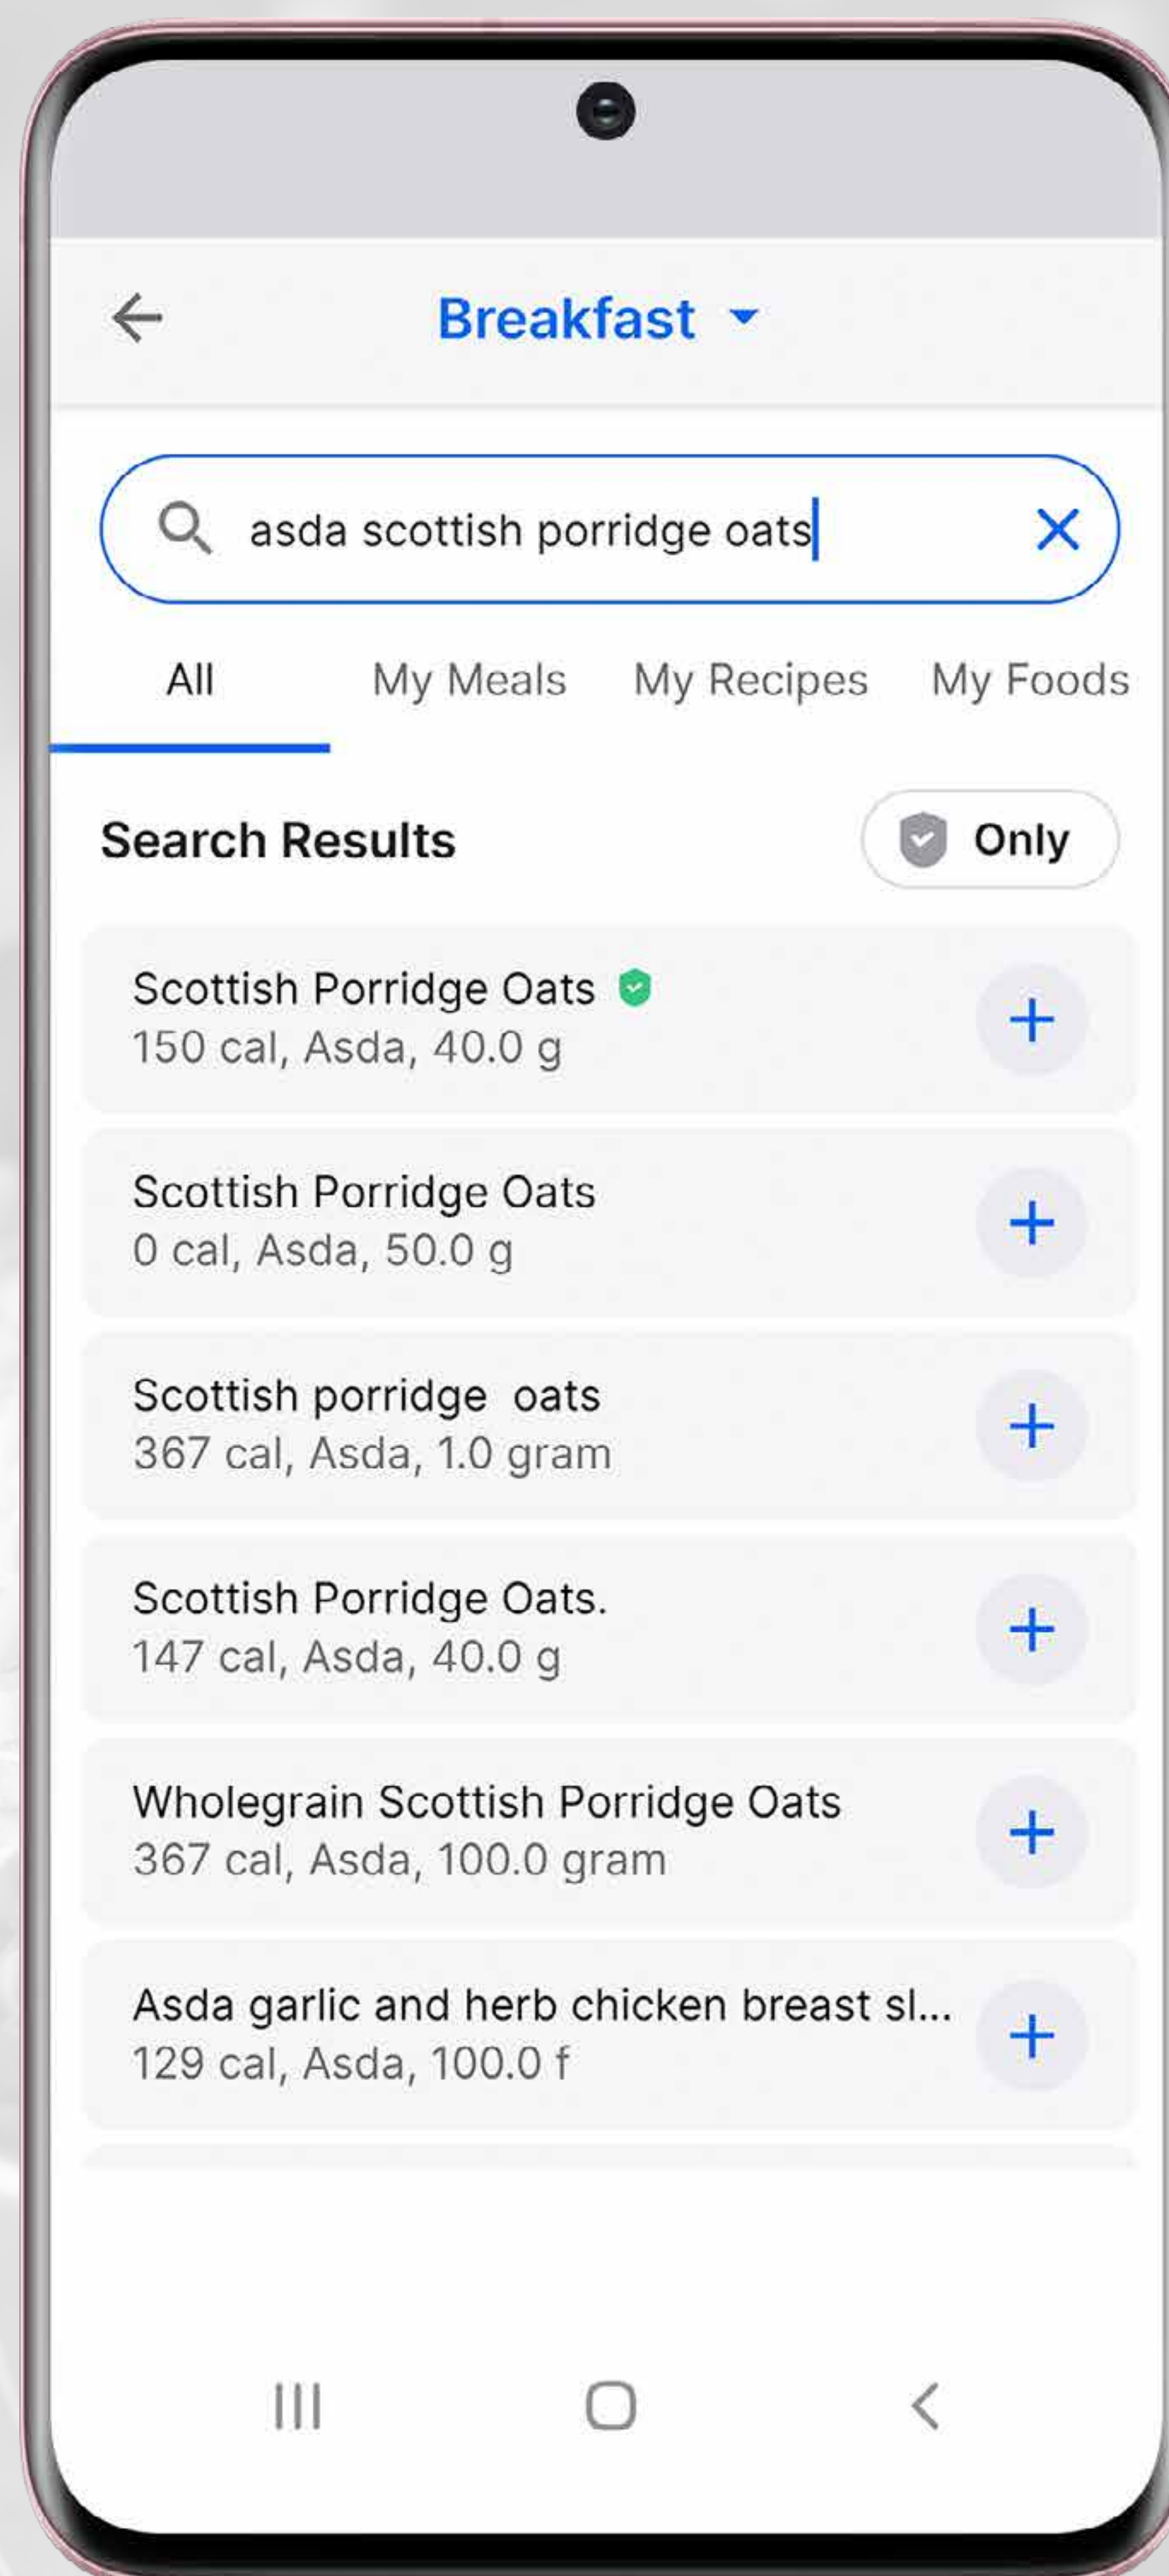 Breakfast
asda scottish porridge oats
All My Meals My Recipes My Foods
Search Results
Only
Scottish Porridge Oats
150 cal, Asda, 40.0 g
Scottish Porridge Oats
0 cal, Asda, 50.0 g
Scottish porridge  oats
367 cal, Asda, 1.0 gram
Scottish Porridge Oats.
147 cal, Asda, 40.0 g
Wholegrain Scottish Porridge Oats
367 cal, Asda, 100.0 gram
Asda garlic and herb chicken breast sl...
129 cal, Asda, 100.0 f